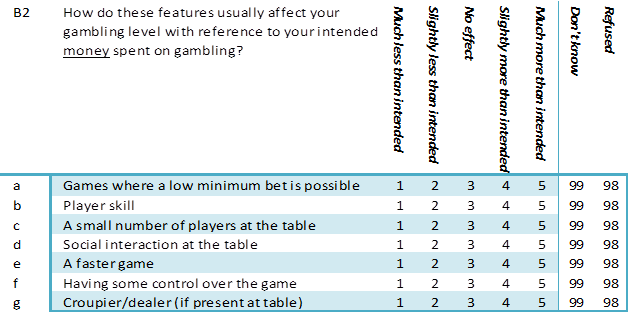 B2 How do these features usually affect your
gambling level with reference to your intended
money spent on gambling?
Much less than intended
Slightly less than intended
No effect
Slightly more than intended
Much more than intended
Don't know
Refused
a Games where a low minimum bet is possible 1 2 3 4 5 99 98
b Player skill 1 2 3 4 5 99 98
c A small number of players at the table 1 2 3 4 5 99 98
d Social interaction at the table 1 2 3 4 5 99 98
e A faster game 1 2 3 4 5 99 98
f Having some control over the game 1 2 3 4 5 99 98
g Croupier/dealer (if present at table) 1 2 3 4 5 99 98